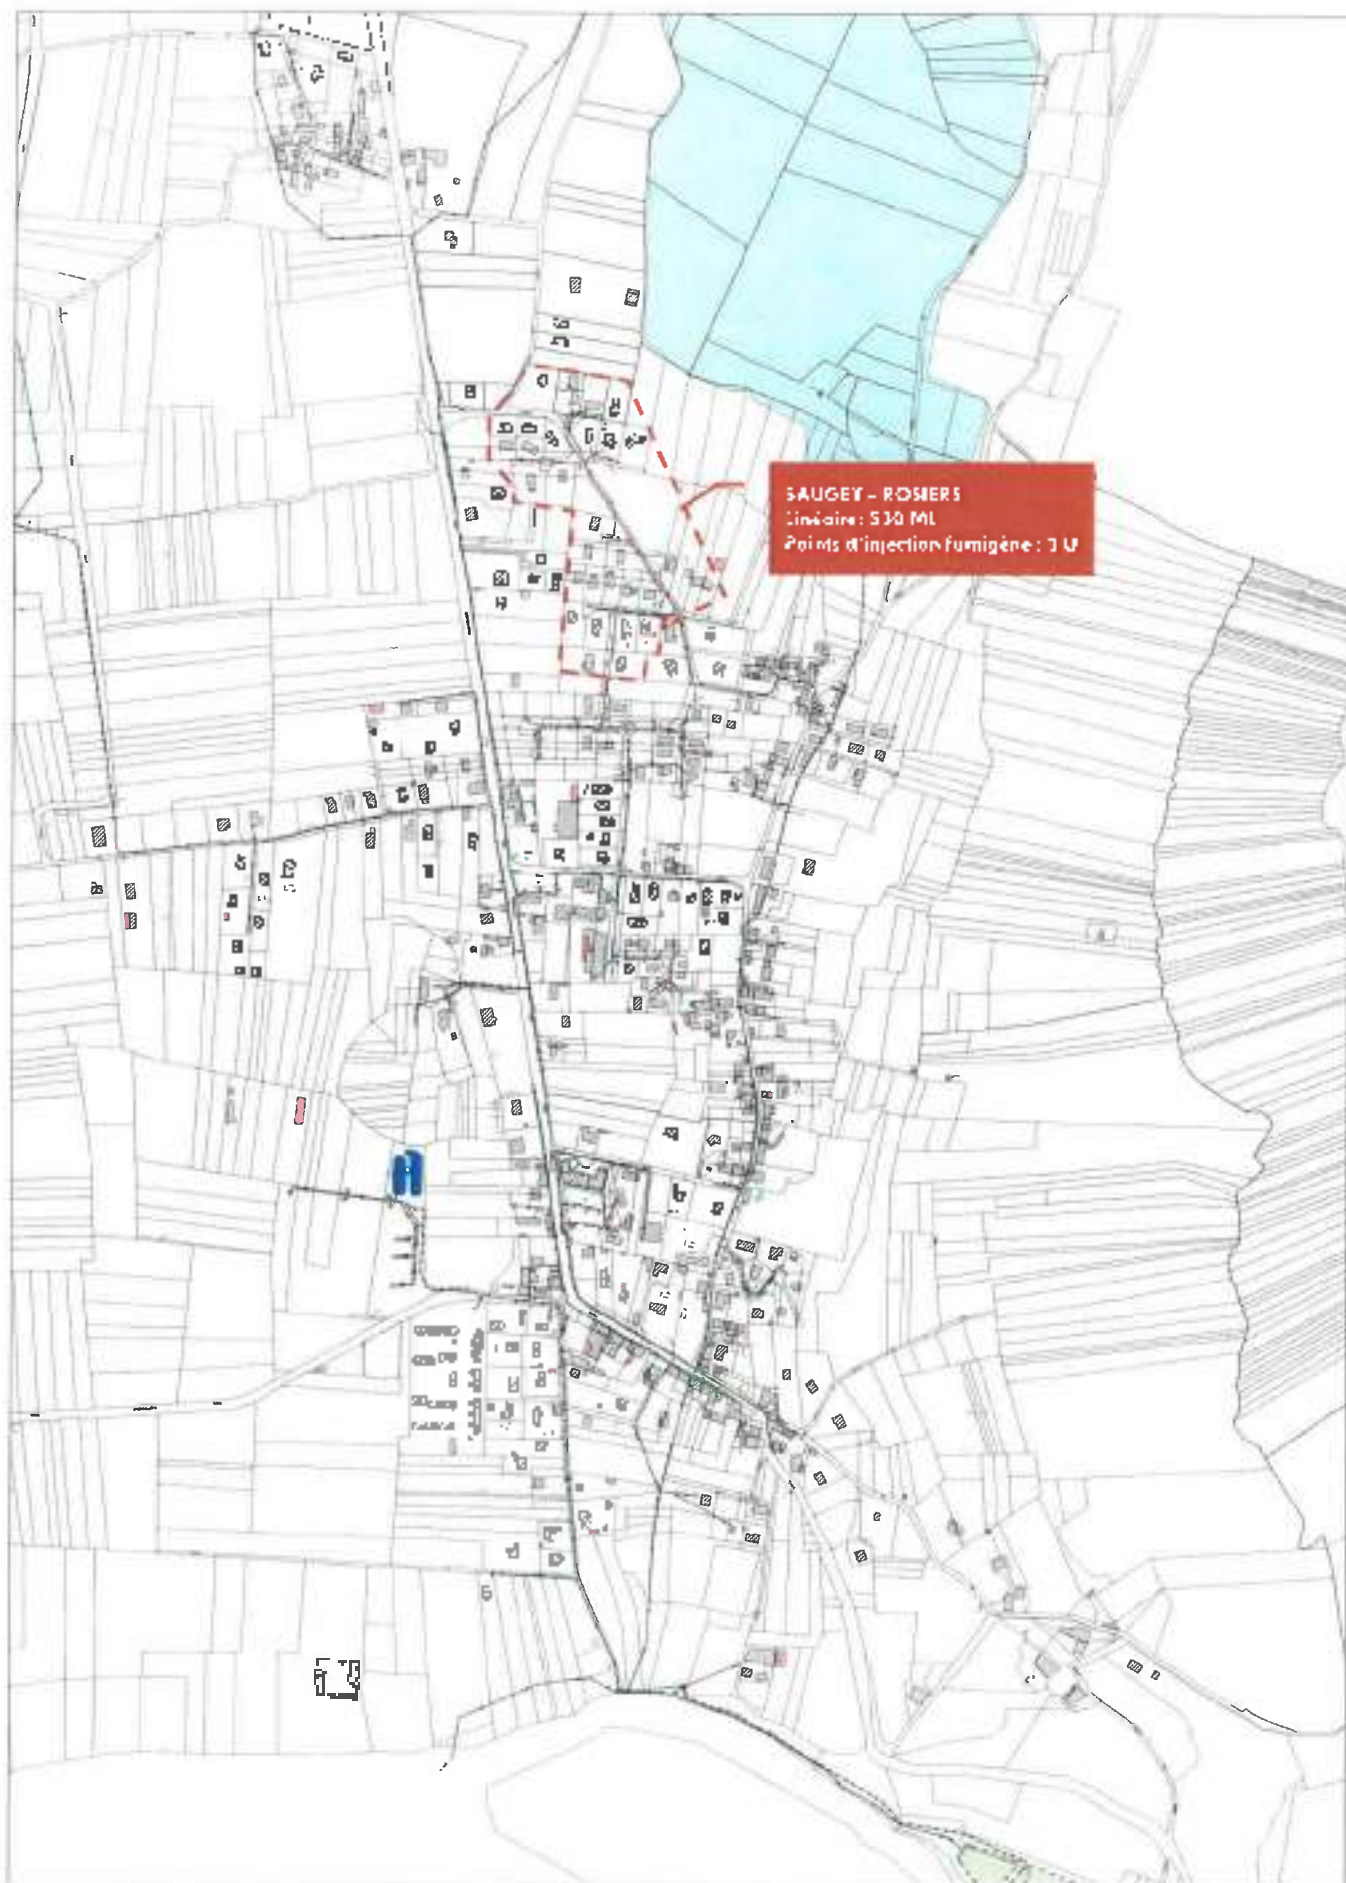 SAUGEY – ROSIERS
Linéaire : 530 ML
Points d'injection fumigène : 3 U